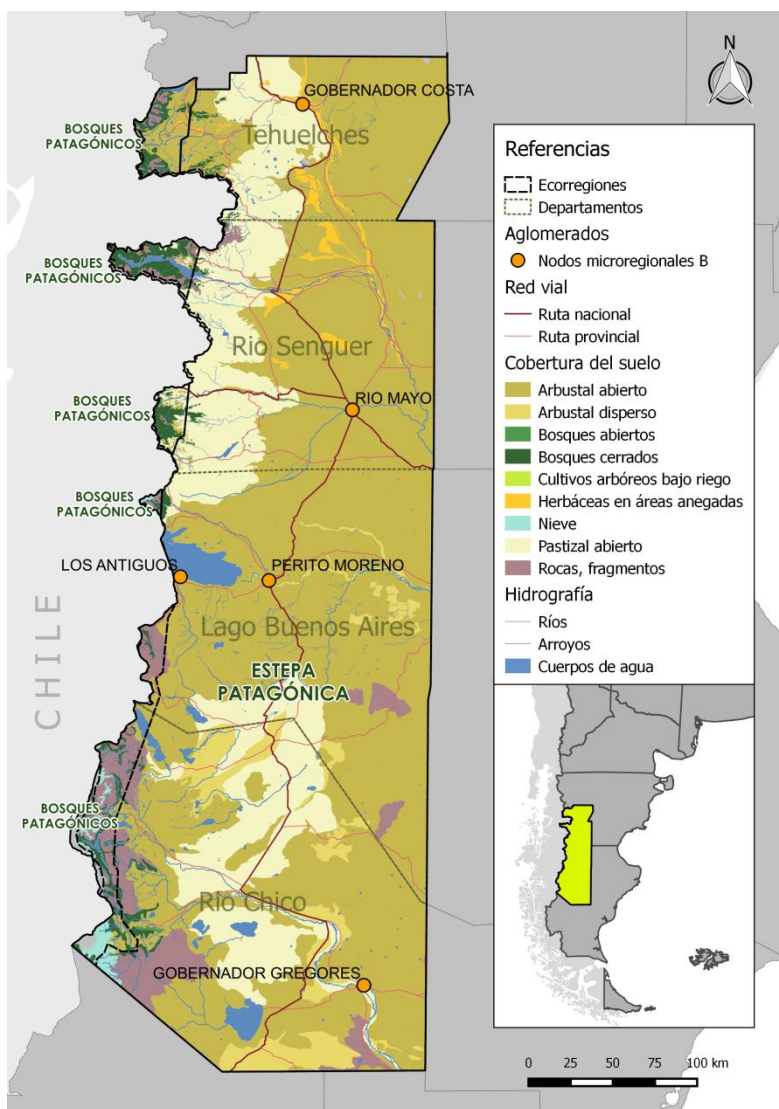 GOBERNADOR COSTA
BOSQUES
PATAGÓNICOS
Tehuelches
BOSQUES
PATAGÓNICOS
Rio Senguer
BOSQUES
PATAGÓNICOS
RIO MAYO
BOSQUES
PATAGÓNICOS
LOS ANTIGUOS
PERITO MORENO
Lago Buenos Aires
CHILE
ESTEPA
PATAGÓNICA
BOSQUES
PATAGÓNICOS
Río Chico
GOBERNADOR GREGORES
N
Referencias
Ecorregiones
Departamentos
Aglomerados
Nodos microregionales B
Red vial
Ruta nacional
Ruta provincial
Cobertura del suelo
Arbustal abierto
Arbustal disperso
Bosques abiertos
Bosques cerrados
Cultivos arbóreos bajo riego
Herbáceas en áreas anegadas
Nieve
Pastizal abierto
Rocas, fragmentos
Hidrografía
Ríos
Arroyos
Cuerpos de agua
0 25 50 75 100 km